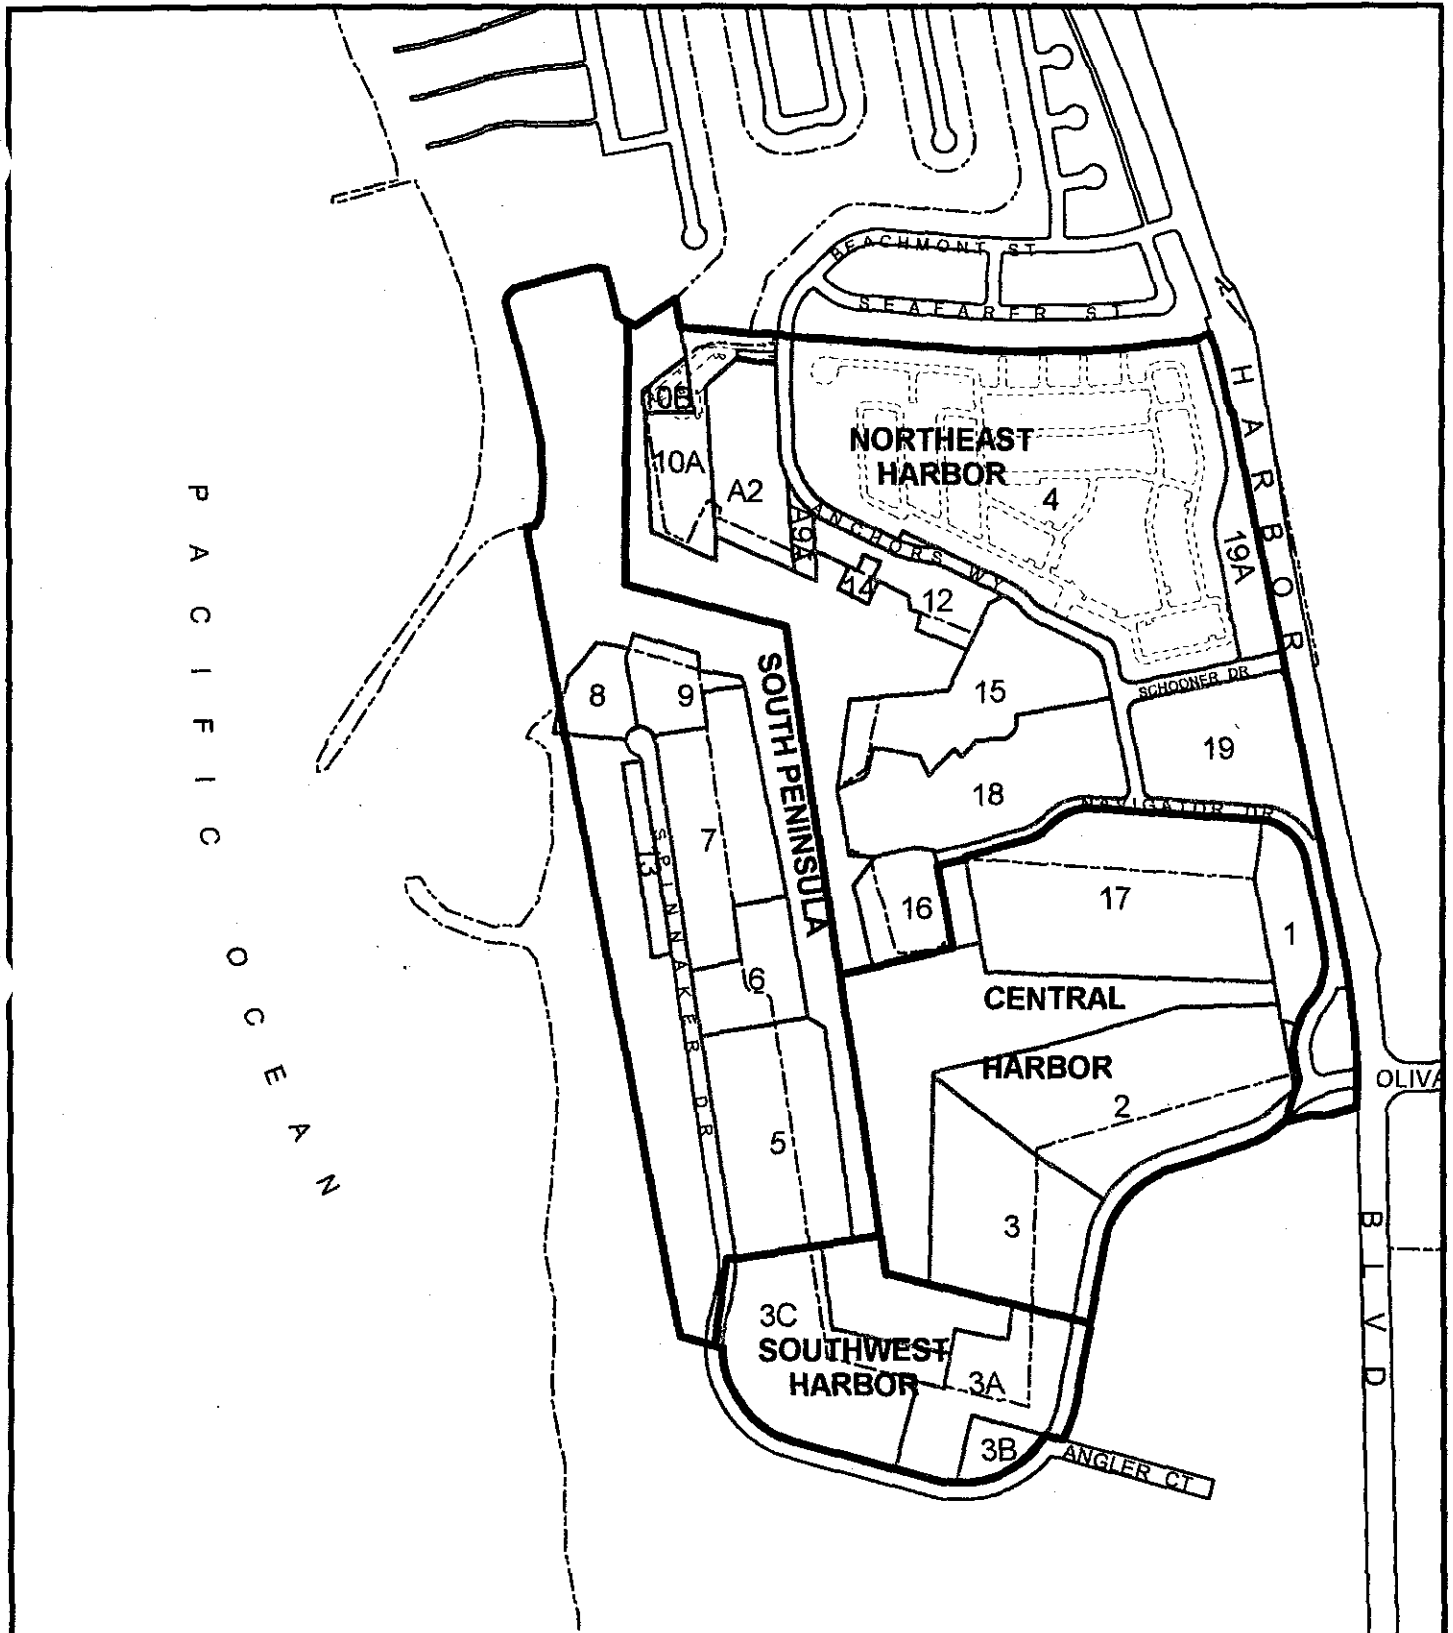 BEACHMONT ST
SEAFARER ST
HARBOR
BLVD
PACIFIC OCEAN
10B
10A
A2
A9A
NORTHEAST
HARBOR
4
19A
ANCHORS WY
14
12
SCHOONER DR
15
19
8
9
SOUTH PENINSULA
18
NAVIGATOR DR
7
13
SPINNAKER DR
16
17
1
6
CENTRAL
HARBOR
2
OLIVA
5
3
3C
SOUTHWEST
HARBOR
3A
3B
ANGLER CT